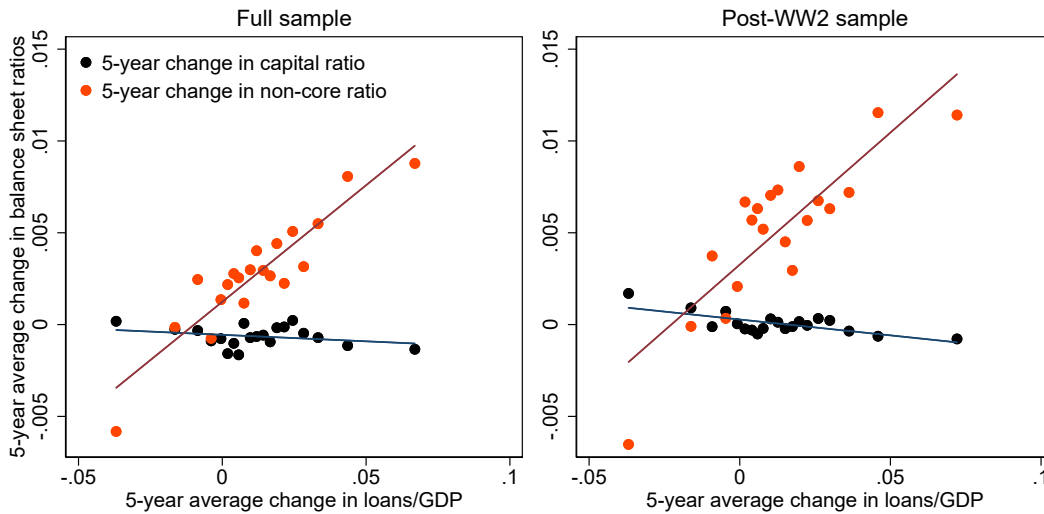 Full sample
Post-WW2 sample
5-year average change in balance sheet ratios
.015
.01
.005
0
-.005
5-year change in capital ratio
5-year change in non-core ratio
-.05
0
.05
.1
5-year average change in loans/GDP
.015
.01
.005
0
-.005
-.05
0
.05
.1
5-year average change in loans/GDP